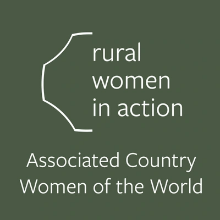 rural
women
in action
Associated Country
Women of the World